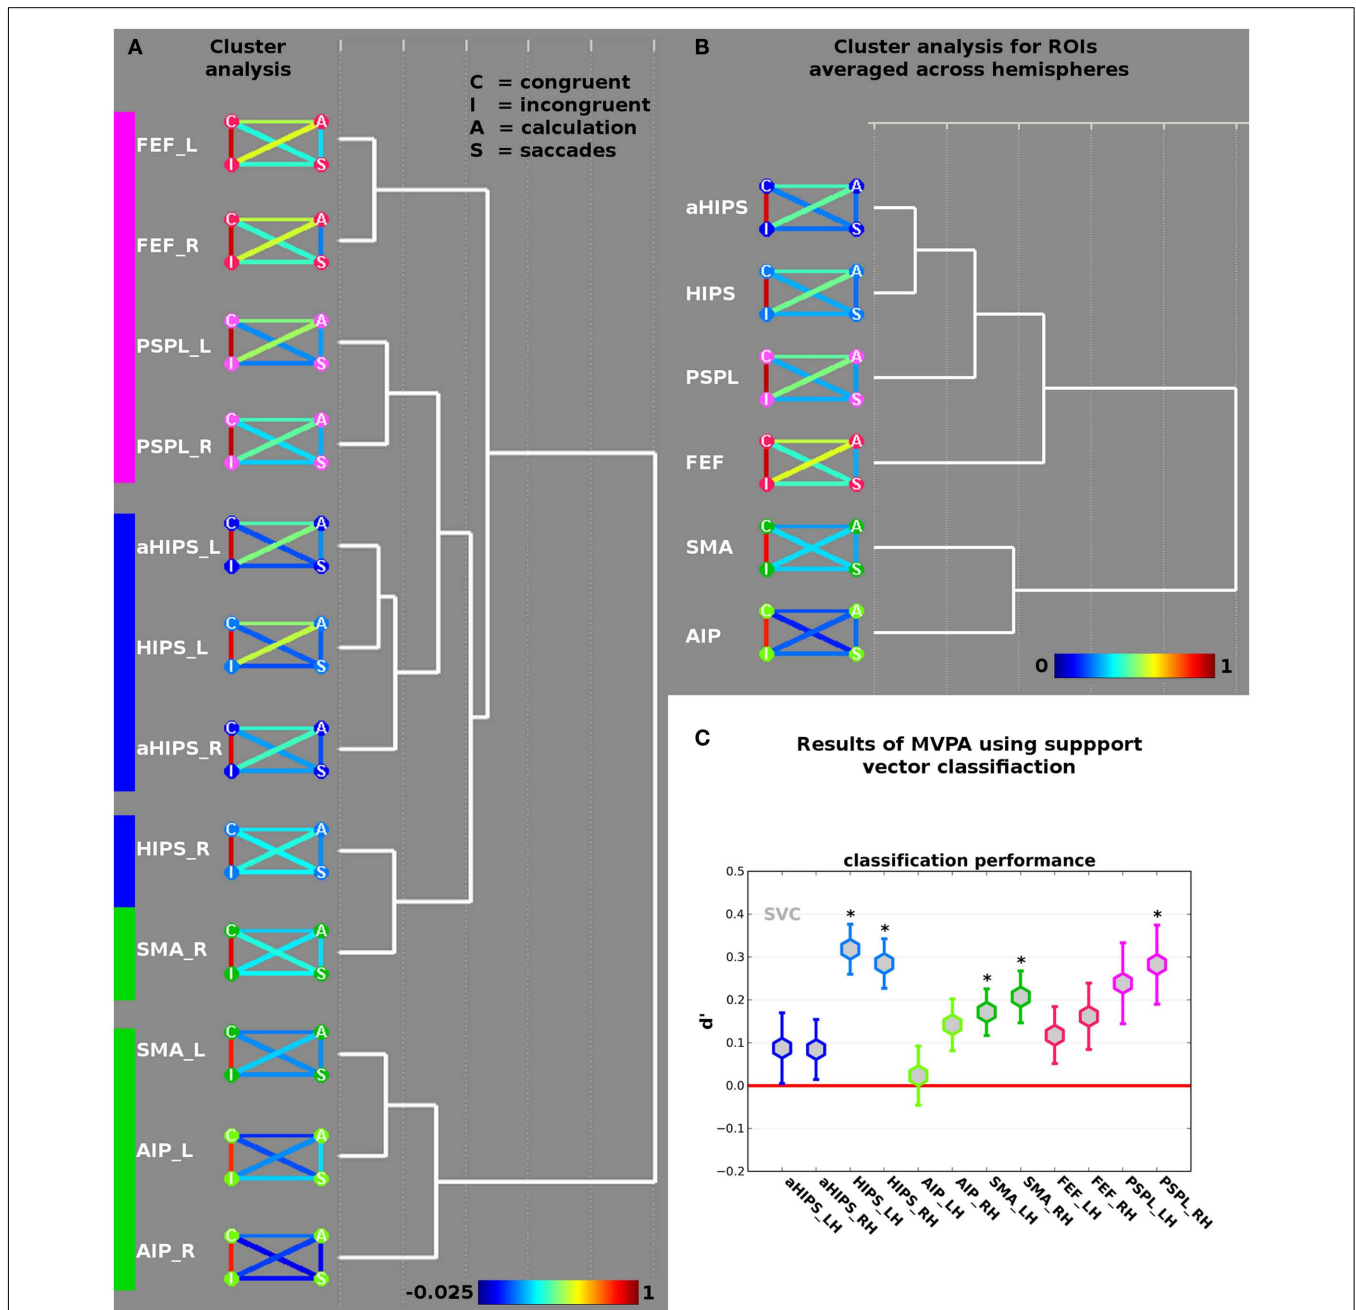 A
Cluster
analysis
C = congruent
I = incongruent
A = calculation
S = saccades
FEF_L
C A
I S
FEF_R
C A
I S
PSPL_L
C A
I S
PSPL_R
C A
I S
aHIPS_L
C A
I S
HIPS_L
C A
I S
aHIPS_R
C A
I S
HIPS_R
C A
I S
SMA_R
C A
I S
SMA_L
C A
I S
AIP_L
C A
I S
AIP_R
C A
I S
-0.025 1
B
Cluster analysis for ROIs
averaged across hemispheres
aHIPS
C A
I S
HIPS
C A
I S
PSPL
C A
I S
FEF
C A
I S
SMA
C A
I S
AIP
C A
I S
0 1
C
Results of MVPA using suppport
vector classifiaction
classification performance
SVC
d'
0.5
0.4
0.3
0.2
0.1
0.0
−0.1
−0.2
* * * * *
aHIPS_LH
aHIPS_RH
HIPS_LH
HIPS_RH
AIP_LH
AIP_RH
SMA_LH
SMA_RH
FEF_LH
FEF_RH
PSPL_LH
PSPL_RH